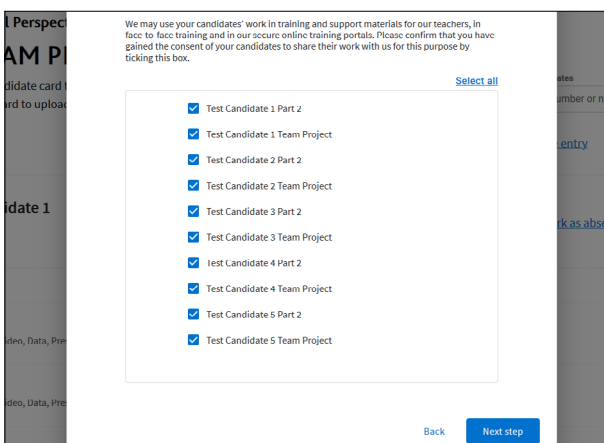 We may use your candidates' work in training and support materials for our teachers, in
face-to-face training and in our secure online training portals. Please confirm that you have
gained the consent of your candidates to share their work with us for this purpose by
ticking this box.
Select all
Test Candidate 1 Part 2
Test Candidate 1 Team Project
Test Candidate 2 Part 2
Test Candidate 2 Team Project
Test Candidate 3 Part 2
Test Candidate 3 Team Project
Test Candidate 4 Part 2
Test Candidate 4 Team Project
Test Candidate 5 Part 2
Test Candidate 5 Team Project
Back
Next step
l Perspect
AM P
didate card t
ard to upload
idate 1
ideo, Data, Pre
ideo, Data, Pre
ates
umber or n
entry
rk as abse